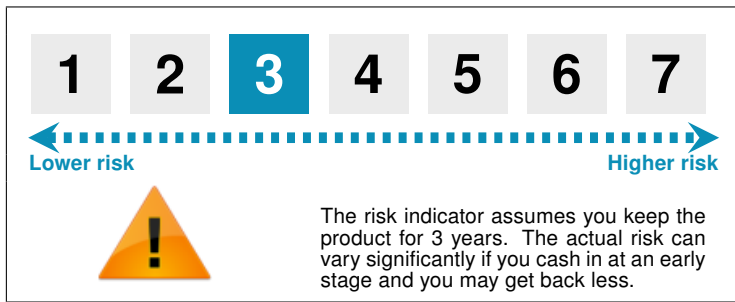 1 2 3 4 5 6 7
Lower risk Higher risk
!
The risk indicator assumes you keep the
product for 3 years. The actual risk can
vary significantly if you cash in at an early
stage and you may get back less.